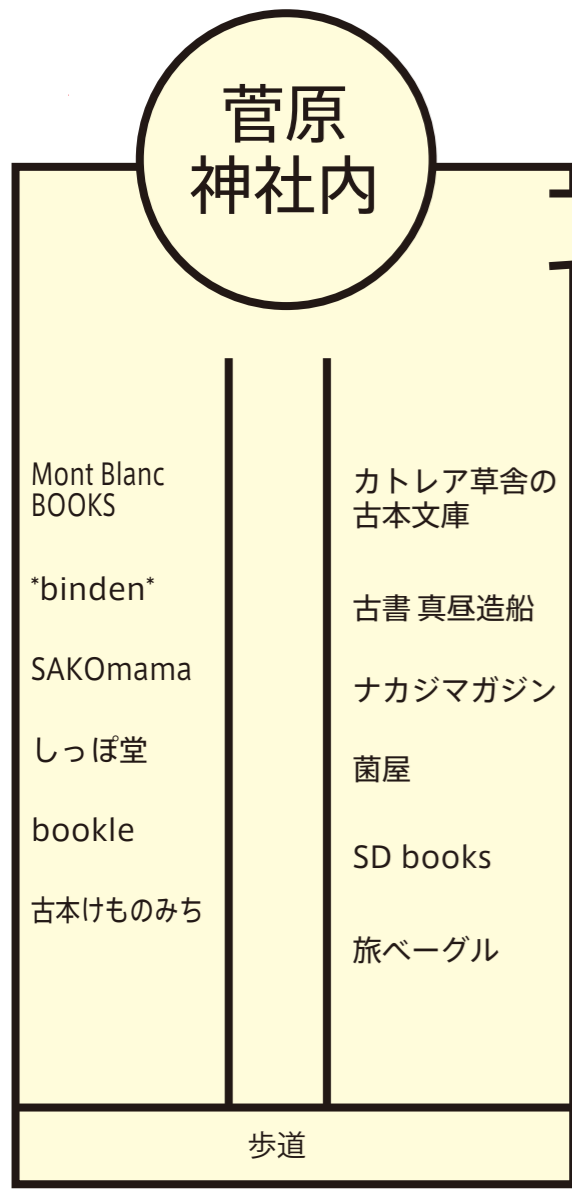 菅原
神社内
Mont Blanc
BOOKS
*binden*
SAKOmama
しっぽ堂
bookle
古本けものみち
カトレア草舎の
古本文庫
古書 真昼造船
ナカジマガジン
菌屋
SD books
旅ベーグル
歩道